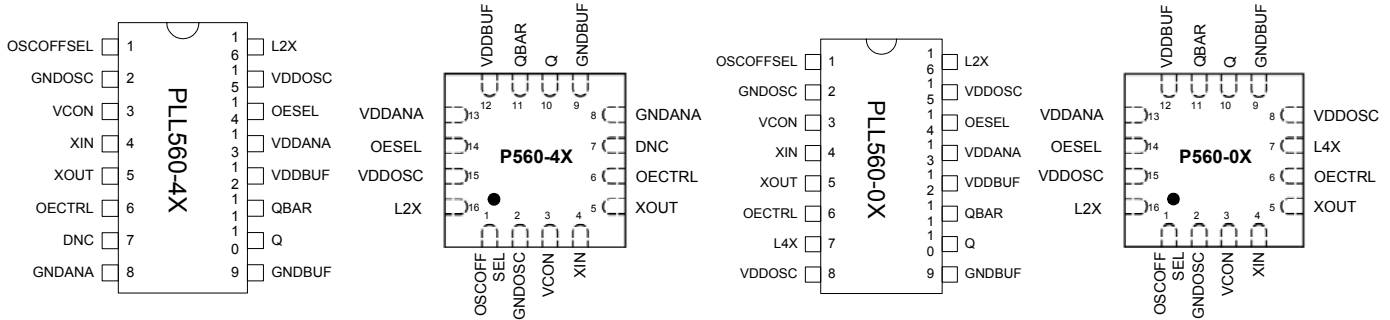 OSCOFFSEL 1 16 L2X
GNDOSC 2 15 VDDOSC
VCON 3 14 OESEL
XIN 4 13 VDDANA
XOUT 5 12 VDDBUF
OECTRL 6 11 QBAR
DNC 7 10 Q
GNDANA 8 9 GNDBUF
PLL560-4X
VDDBUF QBAR Q GNDBUF
12 11 10 9
VDDANA 13 8 GNDANA
OESEL 14 7 DNC
P560-4X
VDDOSC 15 6 OECTRL
L2X 16 5 XOUT
1 2 3 4
OSCOFF
SEL
GNDOSC
VCON
XIN
OSCOFFSEL 1 16 L2X
GNDOSC 2 15 VDDOSC
VCON 3 14 OESEL
XIN 4 13 VDDANA
XOUT 5 12 VDDBUF
OECTRL 6 11 QBAR
L4X 7 10 Q
VDDOSC 8 9 GNDBUF
PLL560-0X
VDDBUF QBAR Q GNDBUF
12 11 10 9
VDDANA 13 8 VDDOSC
OESEL 14 7 L4X
P560-0X
VDDOSC 15 6 OECTRL
L2X 16 5 XOUT
1 2 3 4
OSCOFF
SEL
GNDOSC
VCON
XIN